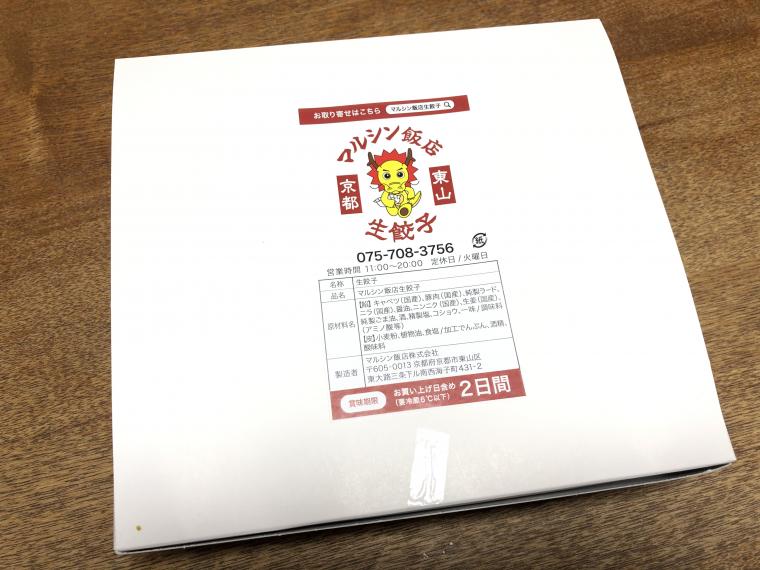 お取り寄せはこちら マルシン飯店生餃子
マルシン飯店
京都 東山
生餃子
075-708-3756 紙
営業時間 11:00〜20:00 定休日/火曜日
名称 生餃子
品名 マルシン飯店生餃子
原材料名 【餡】キャベツ(国産)、豚肉(国産)、純製ラード、
ニラ(国産)、醤油、ニンニク(国産)、生姜(国産)、
純製ごま油、酒、精製塩、コショウ、一味/調味料
(アミノ酸等)
【皮】小麦粉、植物油、食塩/加工でんぷん、酒精、
酸味料
製造者 マルシン飯店株式会社
〒605-0013 京都府京都市東山区
東大路三条下ル南西海子町431-2
賞味期限 お買い上げ日含め 2日間
(要冷蔵6℃以下)